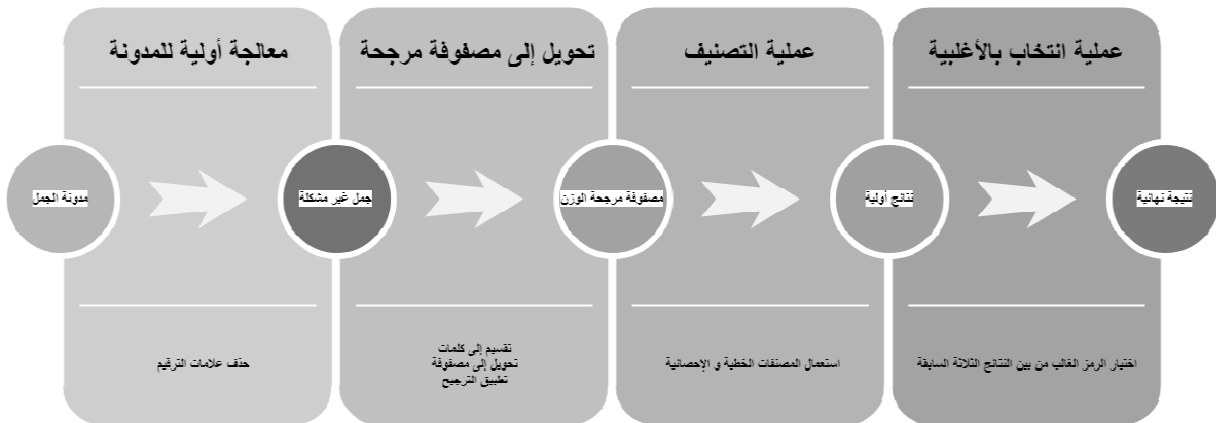 معالجة أولية للمدونة
تحويل إلى مصفوفة مرجحة
عملية التصنيف
عملية انتخاب بالأغلبية
مدونة الجمل
جمل غير مشكلة
مصفوفة مرجحة الوزن
نتائج أولية
نتيجة نهائية
حذف علامات الترقيم
تقسيم إلى كلمات
تحويل إلى مصفوفة
تطبيق الترجيح
استعمال المصنفات الخطية و الإحصائية
اختيار الرمز الغالب من بين النتائج الثلاثة السابقة